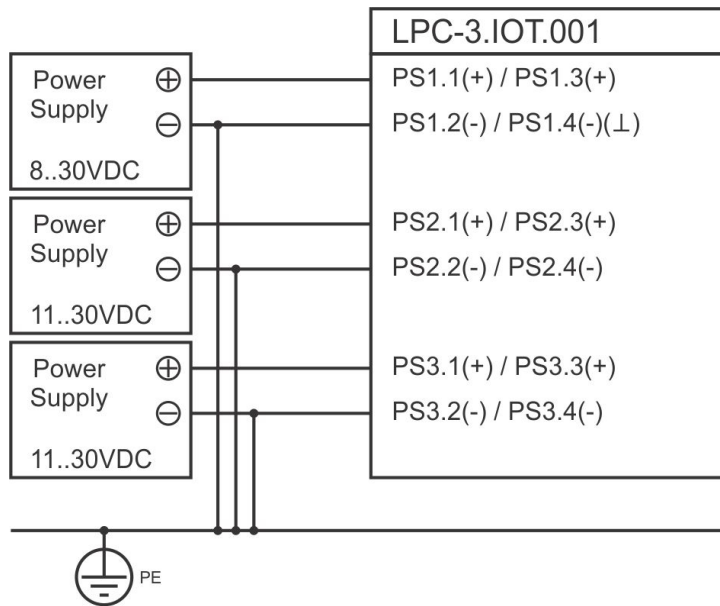 LPC-3.IOT.001
Power
Supply
8..30VDC
PS1.1(+) / PS1.3(+)
PS1.2(-) / PS1.4(-)(⊥)
Power
Supply
11..30VDC
PS2.1(+) / PS2.3(+)
PS2.2(-) / PS2.4(-)
Power
Supply
11..30VDC
PS3.1(+) / PS3.3(+)
PS3.2(-) / PS3.4(-)
PE